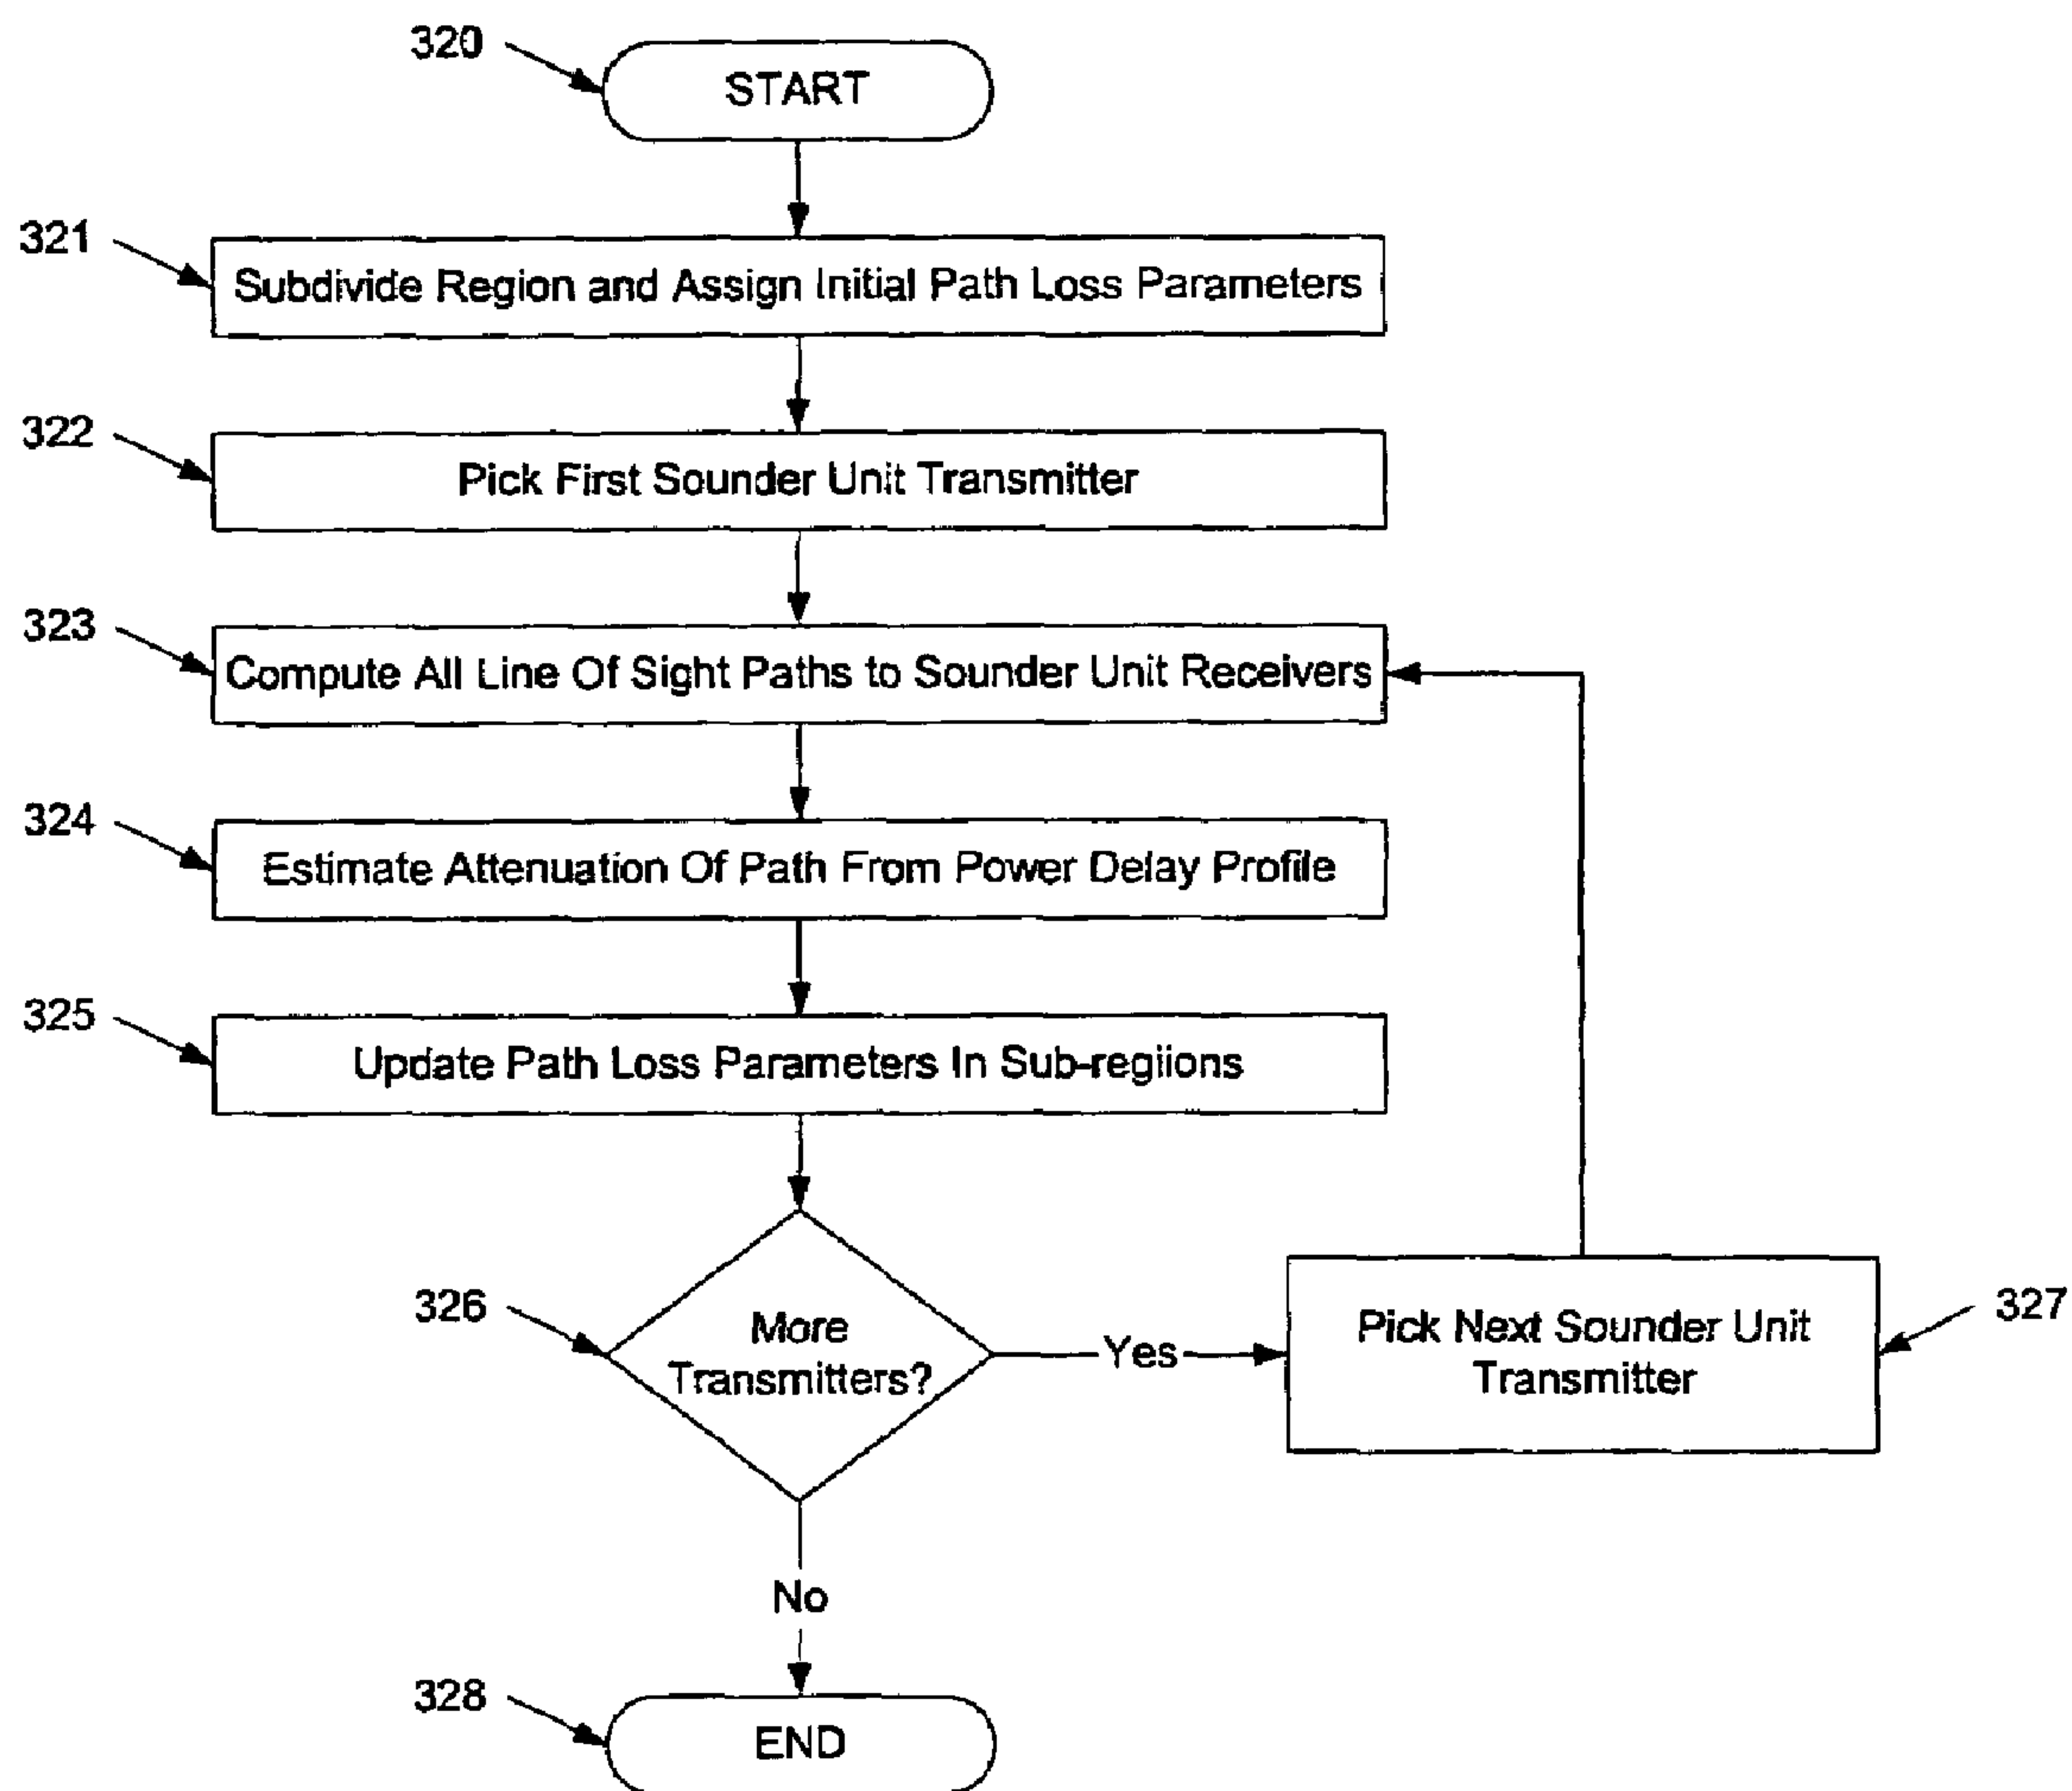 320
START
321
Subdivide Region and Assign Initial Path Loss Parameters
322
Pick First Sounder Unit Transmitter
323
Compute All Line Of Sight Paths to Sounder Unit Receivers
324
Estimate Attenuation Of Path From Power Delay Profile
325
Update Path Loss Parameters In Sub-regiions
326
More
Transmitters?
Yes
Pick Next Sounder Unit
Transmitter
327
No
328
END